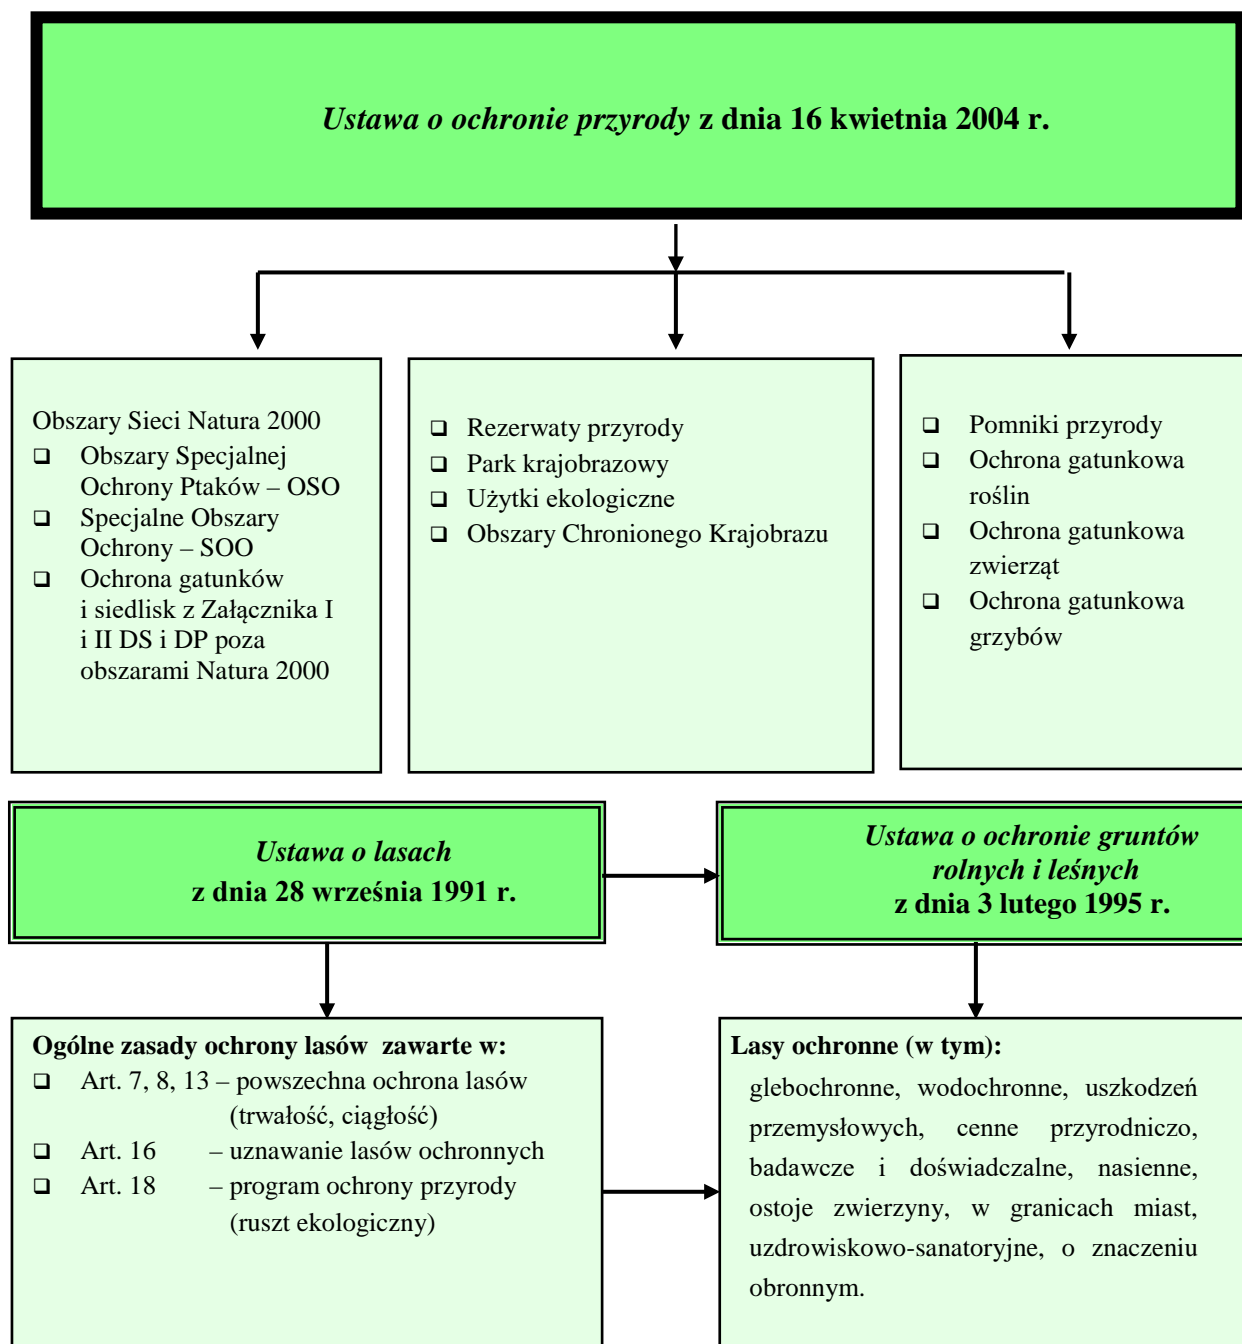 Ustawa o ochronie przyrody z dnia 16 kwietnia 2004 r.
Obszary Sieci Natura 2000
❑ Obszary Specjalnej
Ochrony Ptaków – OSO
❑ Specjalne Obszary
Ochrony – SOO
❑ Ochrona gatunków
i siedlisk z Załącznika I
i II DS i DP poza
obszarami Natura 2000
❑ Rezerwaty przyrody
❑ Park krajobrazowy
❑ Użytki ekologiczne
❑ Obszary Chronionego Krajobrazu
❑ Pomniki przyrody
❑ Ochrona gatunkowa
roślin
❑ Ochrona gatunkowa
zwierząt
❑ Ochrona gatunkowa
grzybów
Ustawa o lasach
z dnia 28 września 1991 r.
Ustawa o ochronie gruntów
rolnych i leśnych
z dnia 3 lutego 1995 r.
Ogólne zasady ochrony lasów zawarte w:
❑ Art. 7, 8, 13 – powszechna ochrona lasów
(trwałość, ciągłość)
❑ Art. 16 – uznawanie lasów ochronnych
❑ Art. 18 – program ochrony przyrody
(ruszt ekologiczny)
Lasy ochronne (w tym):
glebochronne, wodochronne, uszkodzeń
przemysłowych, cenne przyrodniczo,
badawcze i doświadczalne, nasienne,
ostoje zwierzyny, w granicach miast,
uzdrowiskowo-sanatoryjne, o znaczeniu
obronnym.